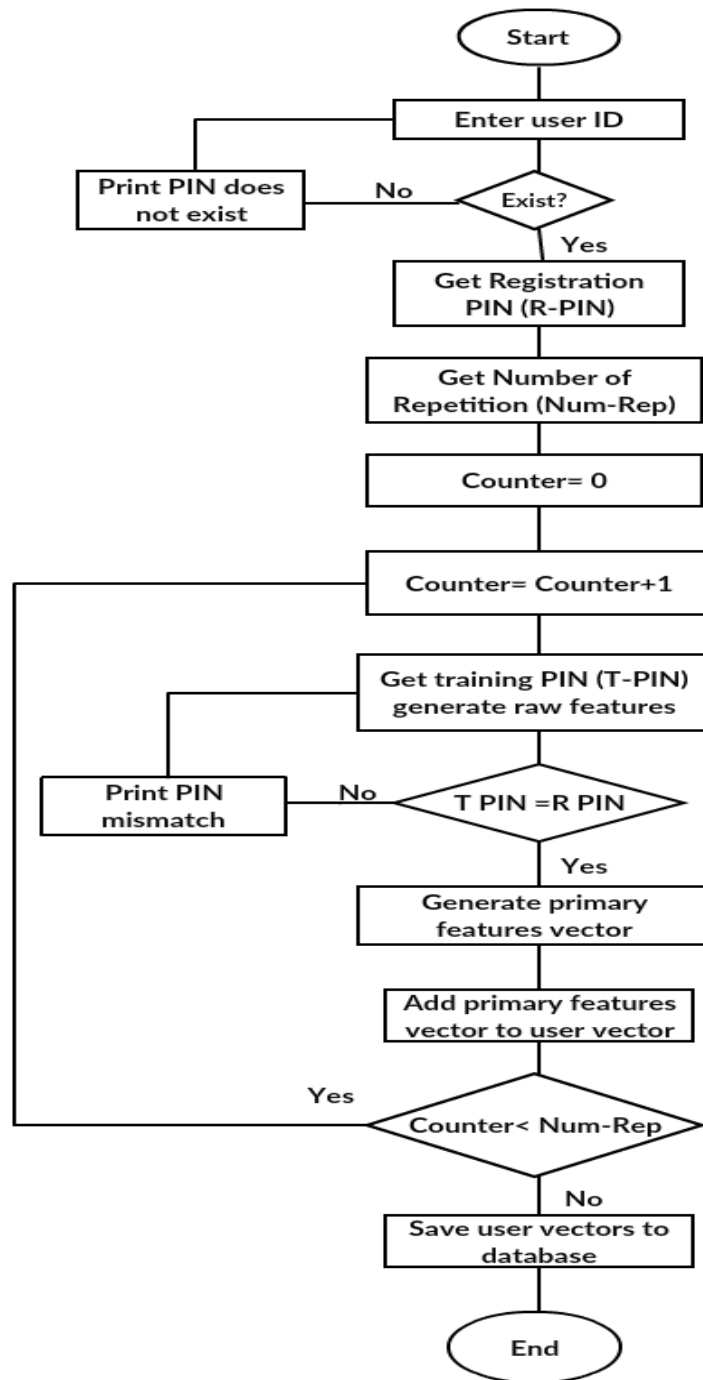 Start
Enter user ID
Print PIN does
not exist
No
Exist?
Yes
Get Registration
PIN (R-PIN)
Get Number of
Repetition (Num-Rep)
Counter= 0
Counter= Counter+1
Get training PIN (T-PIN)
generate raw features
Print PIN
mismatch
No
T PIN =R PIN
Yes
Generate primary
features vector
Add primary features
vector to user vector
Yes
Counter< Num-Rep
No
Save user vectors to
database
End